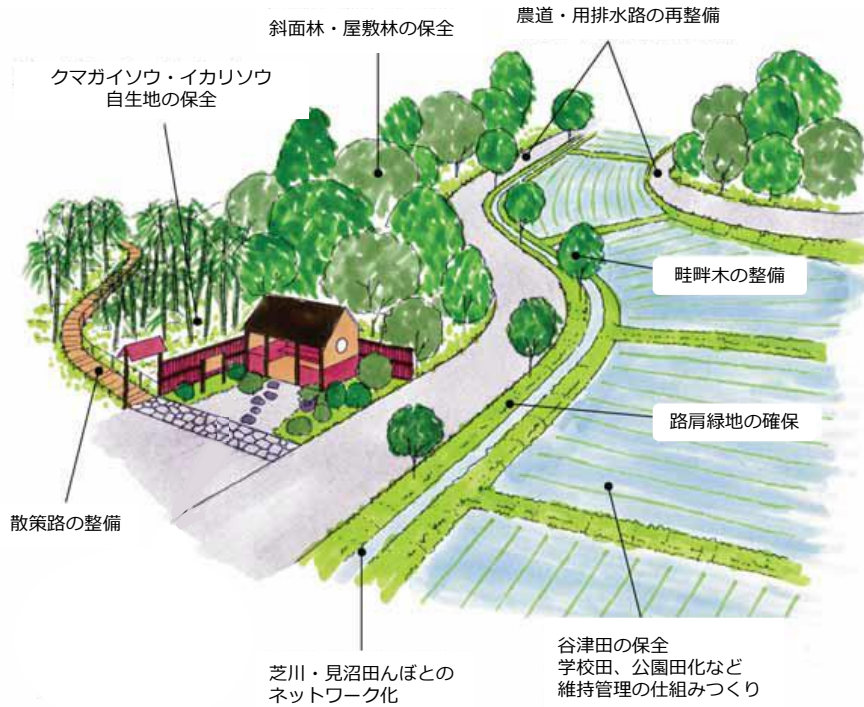 斜面林・屋敷林の保全
農道・用排水路の再整備
クマガイソウ・イカリソウ
自生地の保全
畦畔木の整備
路肩緑地の確保
散策路の整備
芝川・見沼田んぼとの
ネットワーク化
谷津田の保全
学校田、公園田化など
維持管理の仕組みつくり